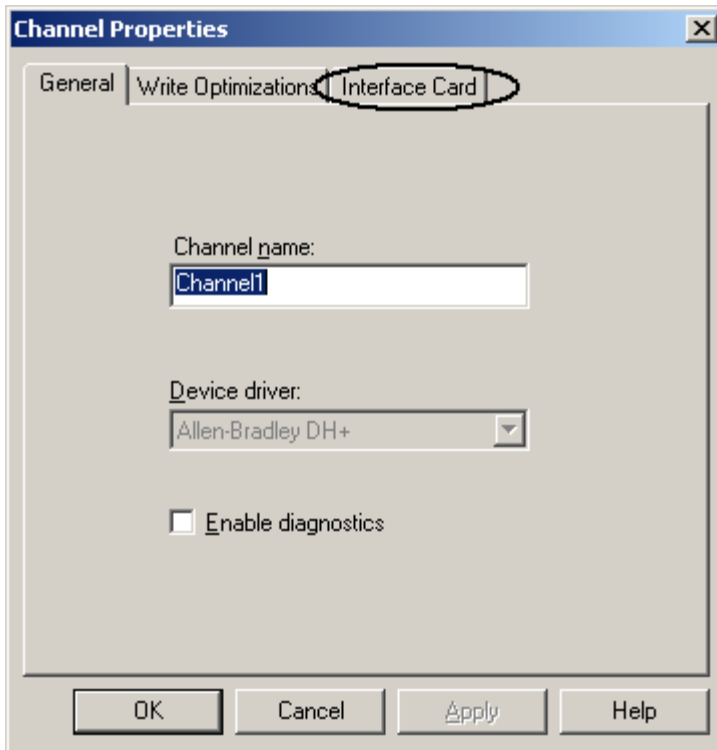 Channel Properties
General Write Optimizations Interface Card
Channel name:
Channel1
Device driver:
Allen-Bradley DH+
Enable diagnostics
OK Cancel Apply Help